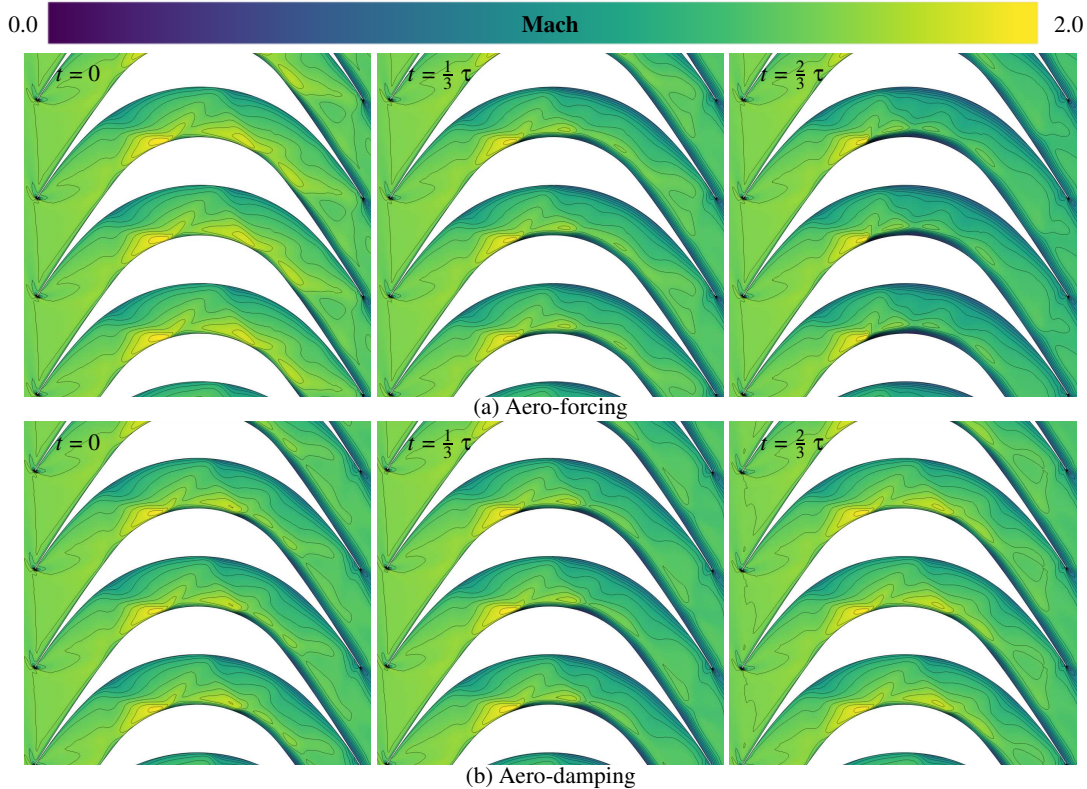 0.0 Mach 2.0
t = 0 t = 1/3 τ t = 2/3 τ
(a) Aero-forcing
t = 0 t = 1/3 τ t = 2/3 τ
(b) Aero-damping